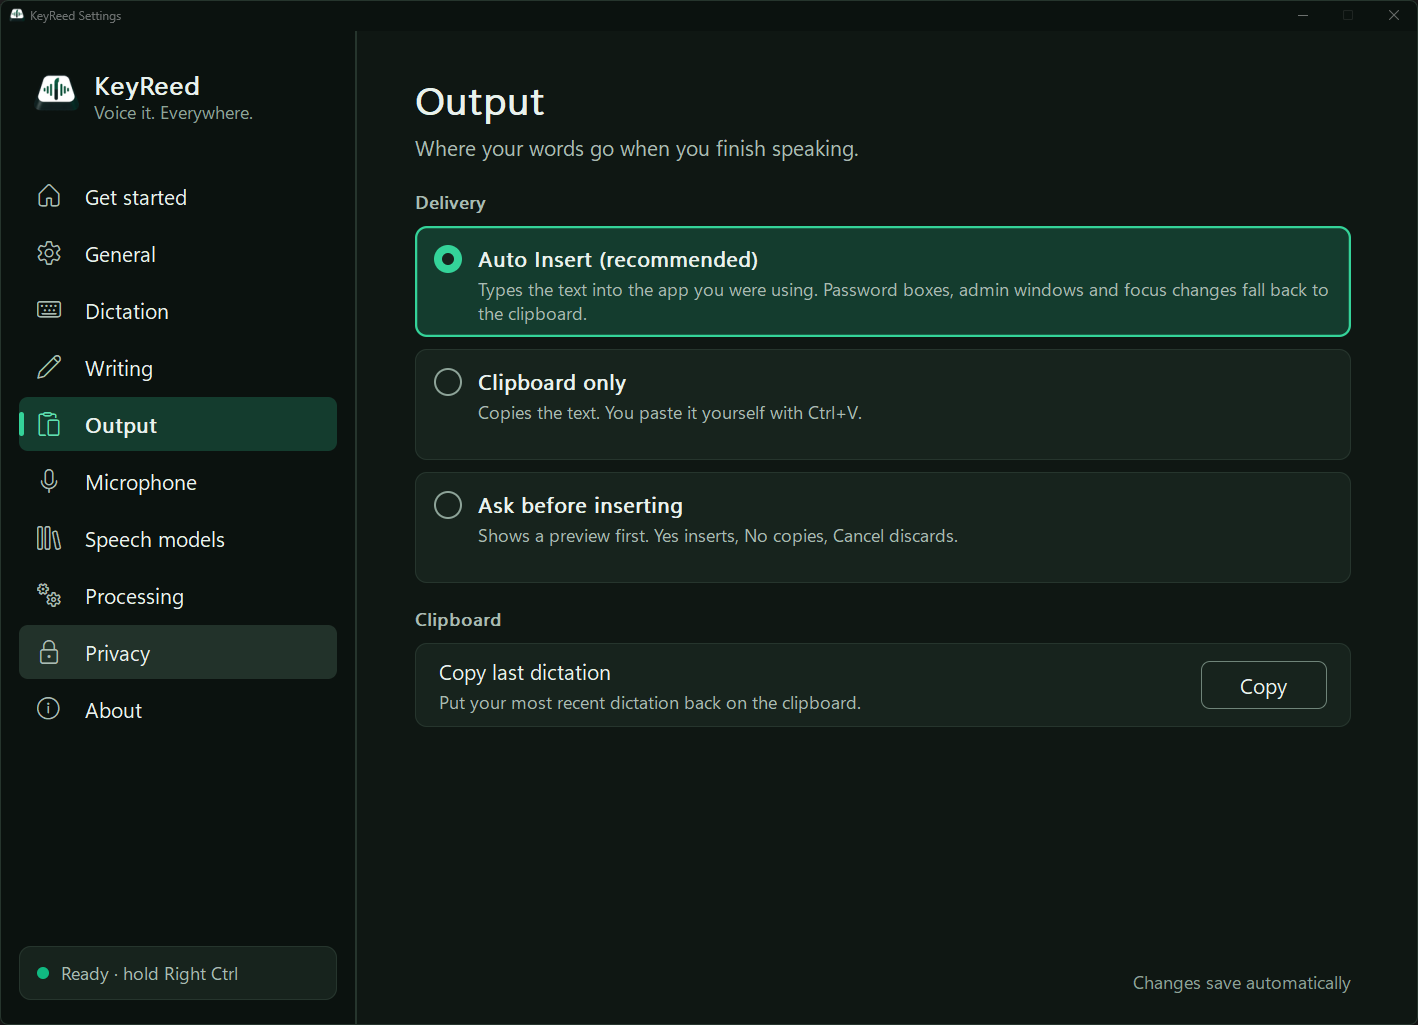 KeyReed Settings
KeyReed
Voice it. Everywhere.
Get started
General
Dictation
Writing
Output
Microphone
Speech models
Processing
Privacy
About
Ready · hold Right Ctrl
Output
Where your words go when you finish speaking.
Delivery
Auto Insert (recommended)
Types the text into the app you were using. Password boxes, admin windows and focus changes fall back to
the clipboard.
Clipboard only
Copies the text. You paste it yourself with Ctrl+V.
Ask before inserting
Shows a preview first. Yes inserts, No copies, Cancel discards.
Clipboard
Copy last dictation
Put your most recent dictation back on the clipboard.
Copy
Changes save automatically